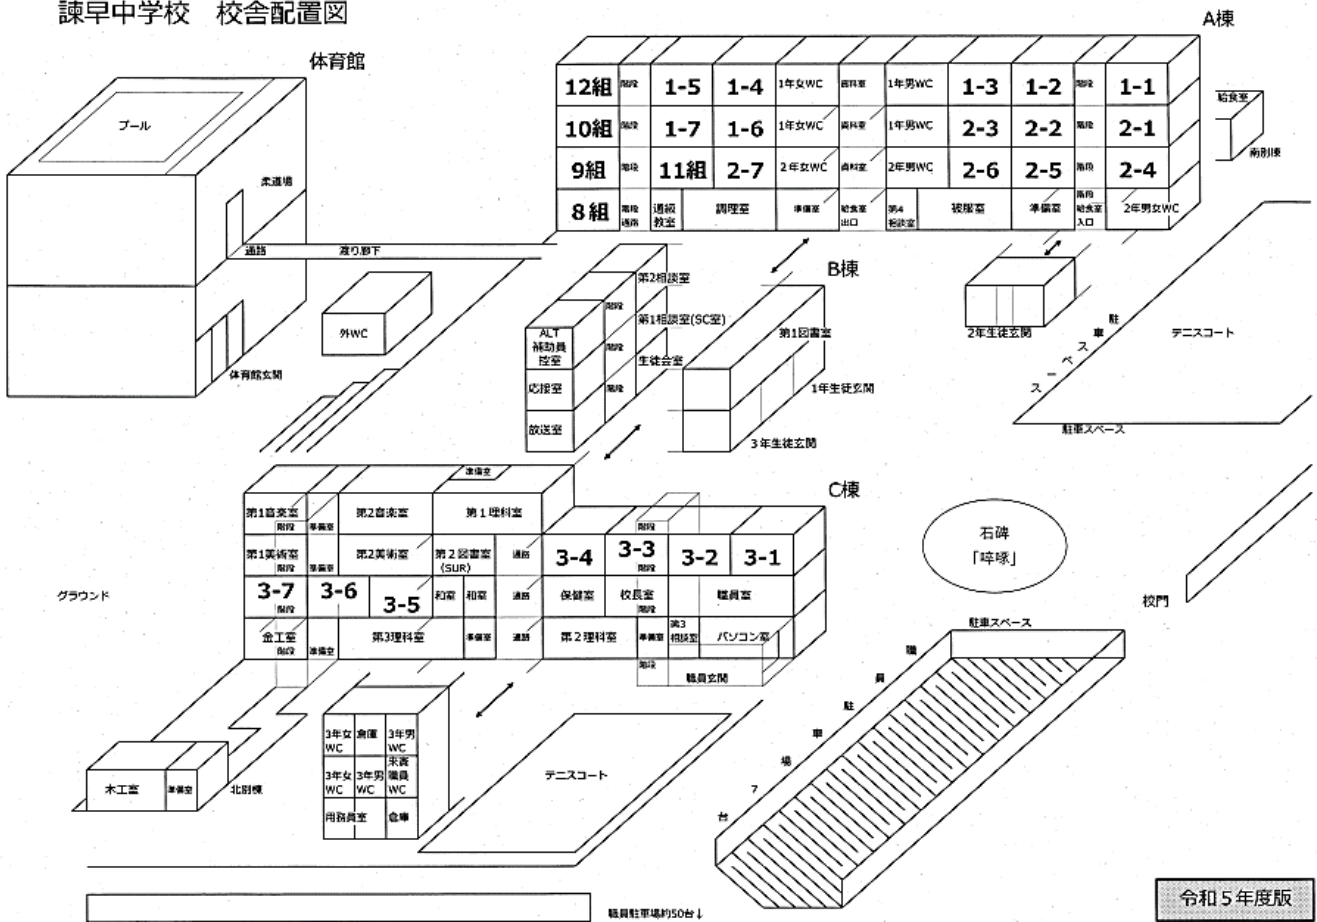 諫早中学校 校舎配置図
A棟
体育館
プール
柔道場
通路 渡り廊下
外WC
体育館玄関
12組 階段 1-5 1-4 1年女WC 資料室 1年男WC 1-3 1-2 階段 1-1
10組 階段 1-7 1-6 1年女WC 資料室 1年男WC 2-3 2-2 階段 2-1
9組 階段 11組 2-7 2年女WC 資料室 2年男WC 2-6 2-5 階段 2-4
8組 階段 通路 通級教室 調理室 準備室 給食室出口 第4相談室 被服室 準備室 階段 給食室入口 2年男女WC
給食室
南別棟
B棟
第2相談室
階段
第1相談室(SC室)
ALT補助員控室
階段
生徒会室
応接室
階段
放送室
第1図書室
1年生徒玄関
3年生徒玄関
2年生徒玄関
駐車スペース
テニスコート
駐車スペース
C棟
準備室
第1音楽室 階段 準備室 第2音楽室 第1理科室 階段
第1美術室 階段 準備室 第2美術室 第2図書室(SUR) 通路 3-4 3-3 階段 3-2 3-1
3-7 階段 3-6 3-5 和室 和室 通路 保健室 校長室 階段 職員室
金工室 階段 準備室 第3理科室 準備室 通路 第2理科室 準備室 第3相談室 パソコン室
階段 職員玄関
グラウンド
石碑
「啐啄」
校門
駐車スペース
職員駐車場7台
3年女WC 倉庫 3年男WC
3年女WC 3年男WC 来賓職員WC
用務員室 倉庫
木工室 準備室 北別棟
テニスコート
職員駐車場約50台↓
令和5年度版